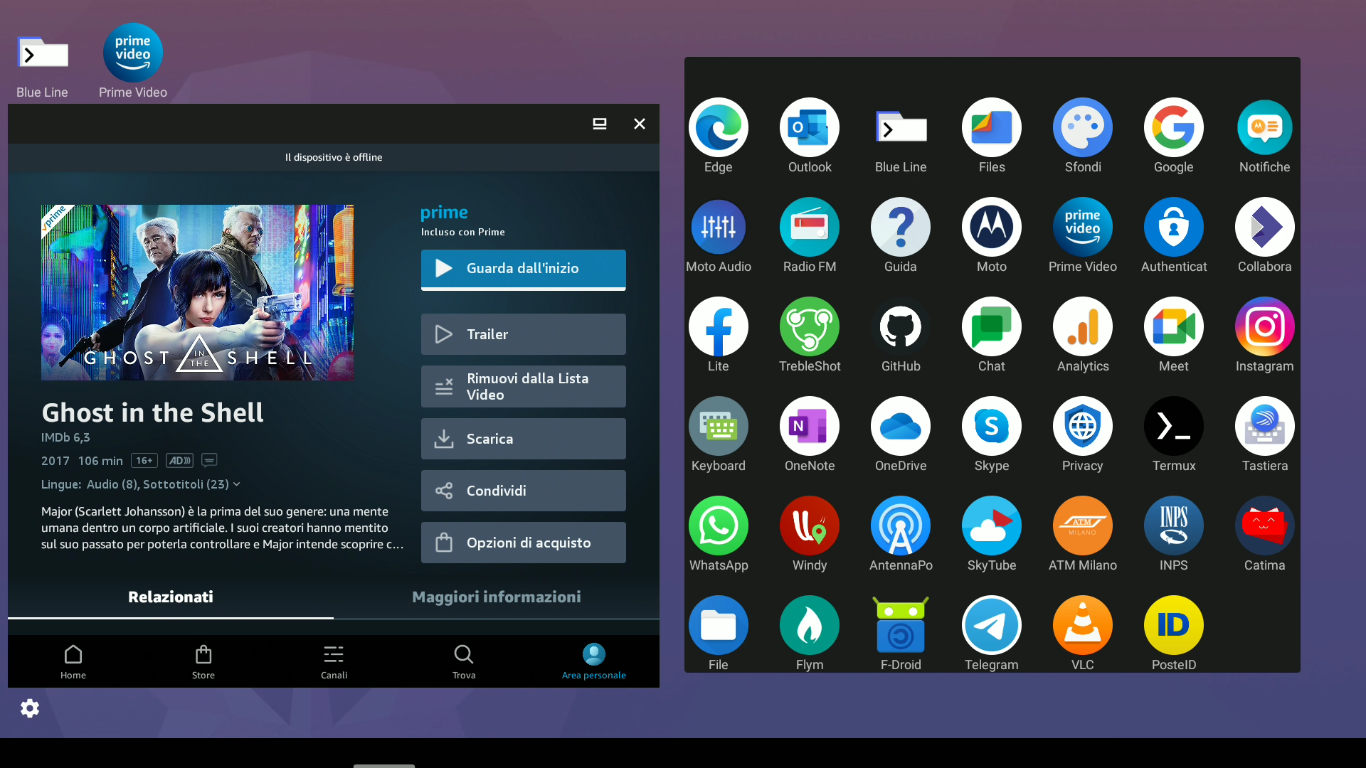 prime video
Blue Line
Prime Video
Il dispositivo è offline
prime
GHOST IN THE SHELL
prime
Incluso con Prime
Guarda dall'inizio
Trailer
Rimuovi dalla Lista
Video
Scarica
Condividi
Opzioni di acquisto
Ghost in the Shell
IMDb 6,3
2017 106 min 16+ AD
Lingue: Audio (8), Sottotitoli (23)
Major (Scarlett Johansson) è la prima del suo genere: una mente
umana dentro un corpo artificiale. I suoi creatori hanno mentito
sul suo passato per poterla controllare e Major intende scoprire c...
Relazionati
Maggiori informazioni
Home
Store
Canali
Trova
Area personale
Edge
Outlook
Blue Line
Files
Sfondi
Google
Notifiche
prime video
Moto Audio
Radio FM
Guida
Moto
Prime Video
Authenticat
Collabora
Lite
TrebleShot
GitHub
Chat
Analytics
Meet
Instagram
Keyboard
OneNote
OneDrive
Skype
Privacy
Termux
Tastiera
ATM
MILANO
INPS
WhatsApp
Windy
AntennaPo
SkyTube
ATM Milano
INPS
Catima
ID
File
Flym
F-Droid
Telegram
VLC
PosteID